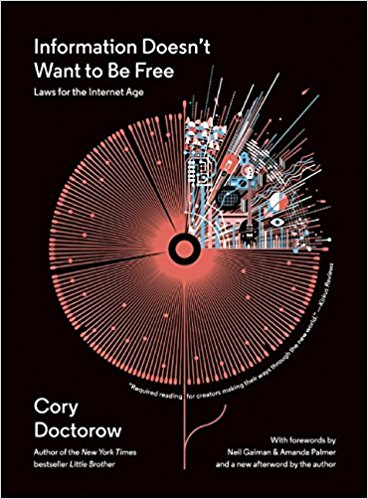 Information Doesn't
Want to Be Free
Laws for the Internet Age
"Required reading for creators making their ways through the new world." —Kirkus Reviews
Cory
Doctorow
Author of the New York Times
bestseller Little Brother
With forewords by
Neil Gaiman & Amanda Palmer
and a new afterword by the author